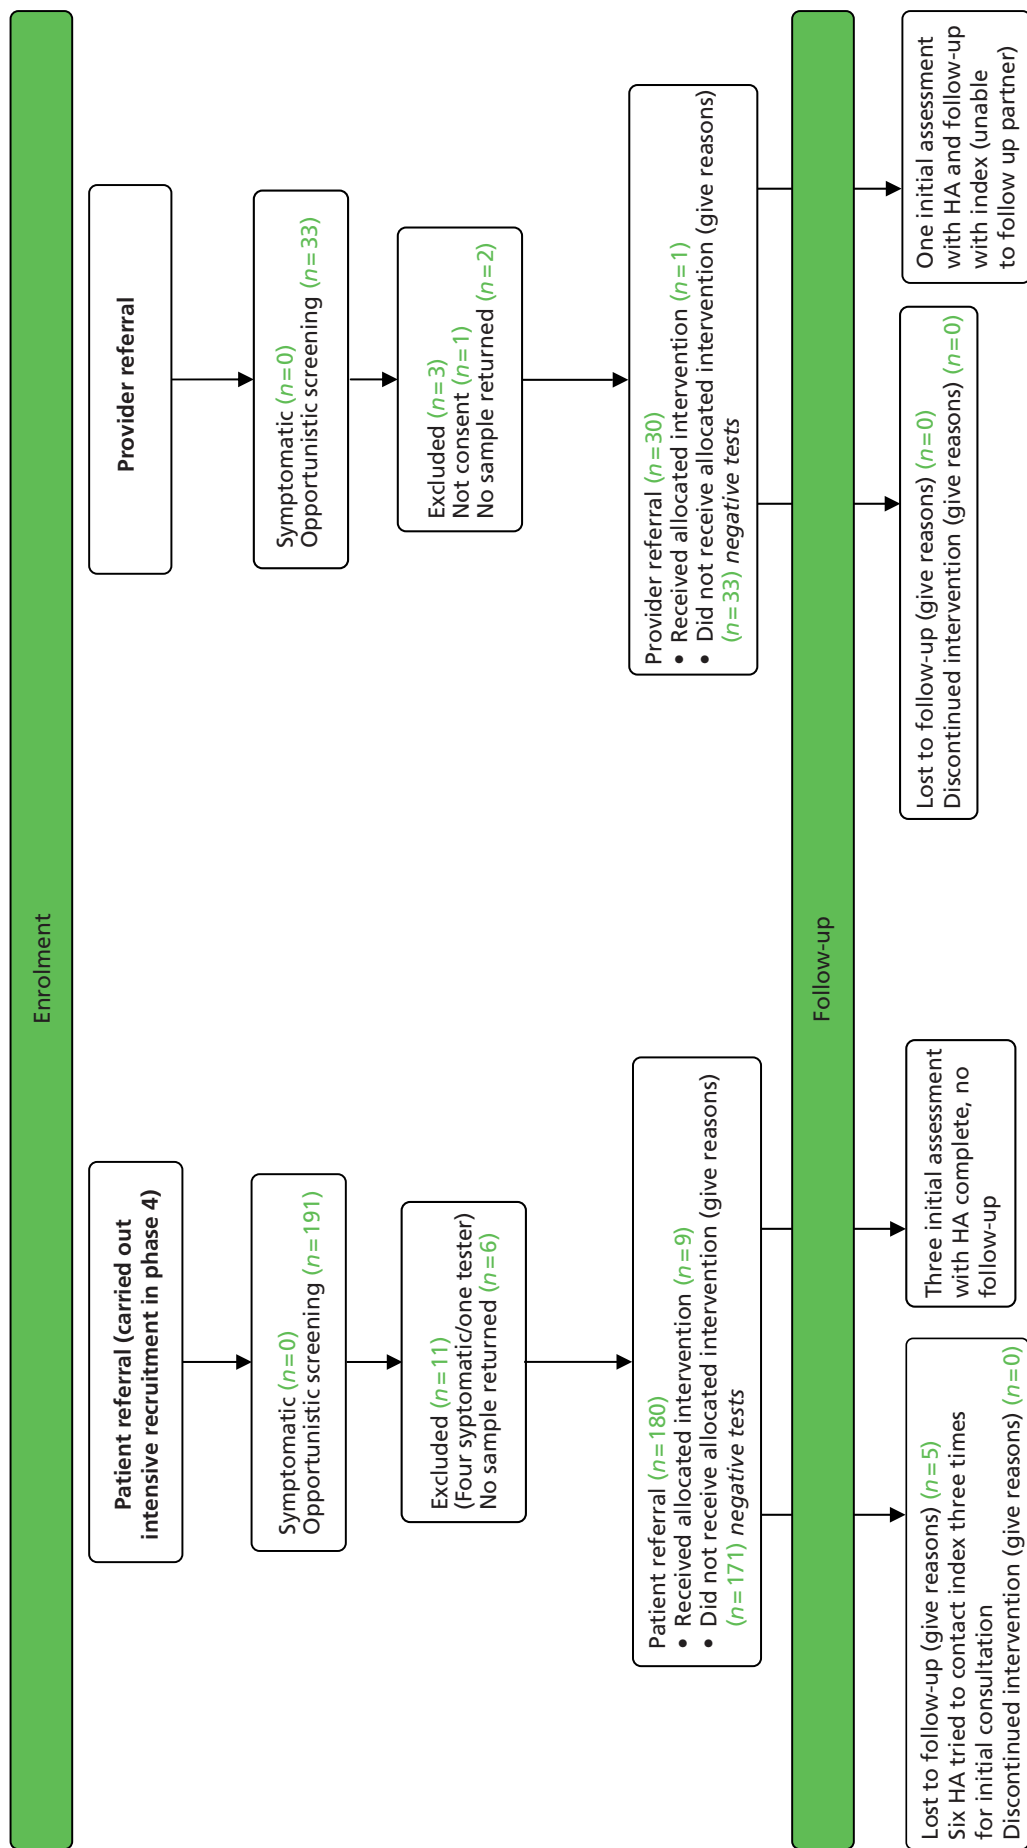 Enrolment
Patient referral (carried out
intensive recruitment in phase 4)
Provider referral
Symptomatic (n=0)
Opportunistic screening (n=191)
Symptomatic (n=0)
Opportunistic screening (n=33)
Excluded (n=11)
(Four syptomatic/one tester)
No sample returned (n=6)
Excluded (n=3)
Not consent (n=1)
No sample returned (n=2)
Patient referral (n=180)
• Received allocated intervention (n=9)
• Did not receive allocated intervention (give reasons)
(n=171) negative tests
Provider referral (n=30)
• Received allocated intervention (n=1)
• Did not receive allocated intervention (give reasons)
(n=33) negative tests
Follow-up
Lost to follow-up (give reasons) (n=5)
Six HA tried to contact index three times
for initial consultation
Discontinued intervention (give reasons) (n=0)
Three initial assessment
with HA complete, no
follow-up
Lost to follow-up (give reasons) (n=0)
Discontinued intervention (give reasons) (n=0)
One initial assessment
with HA and follow-up
with index (unable
to follow up partner)